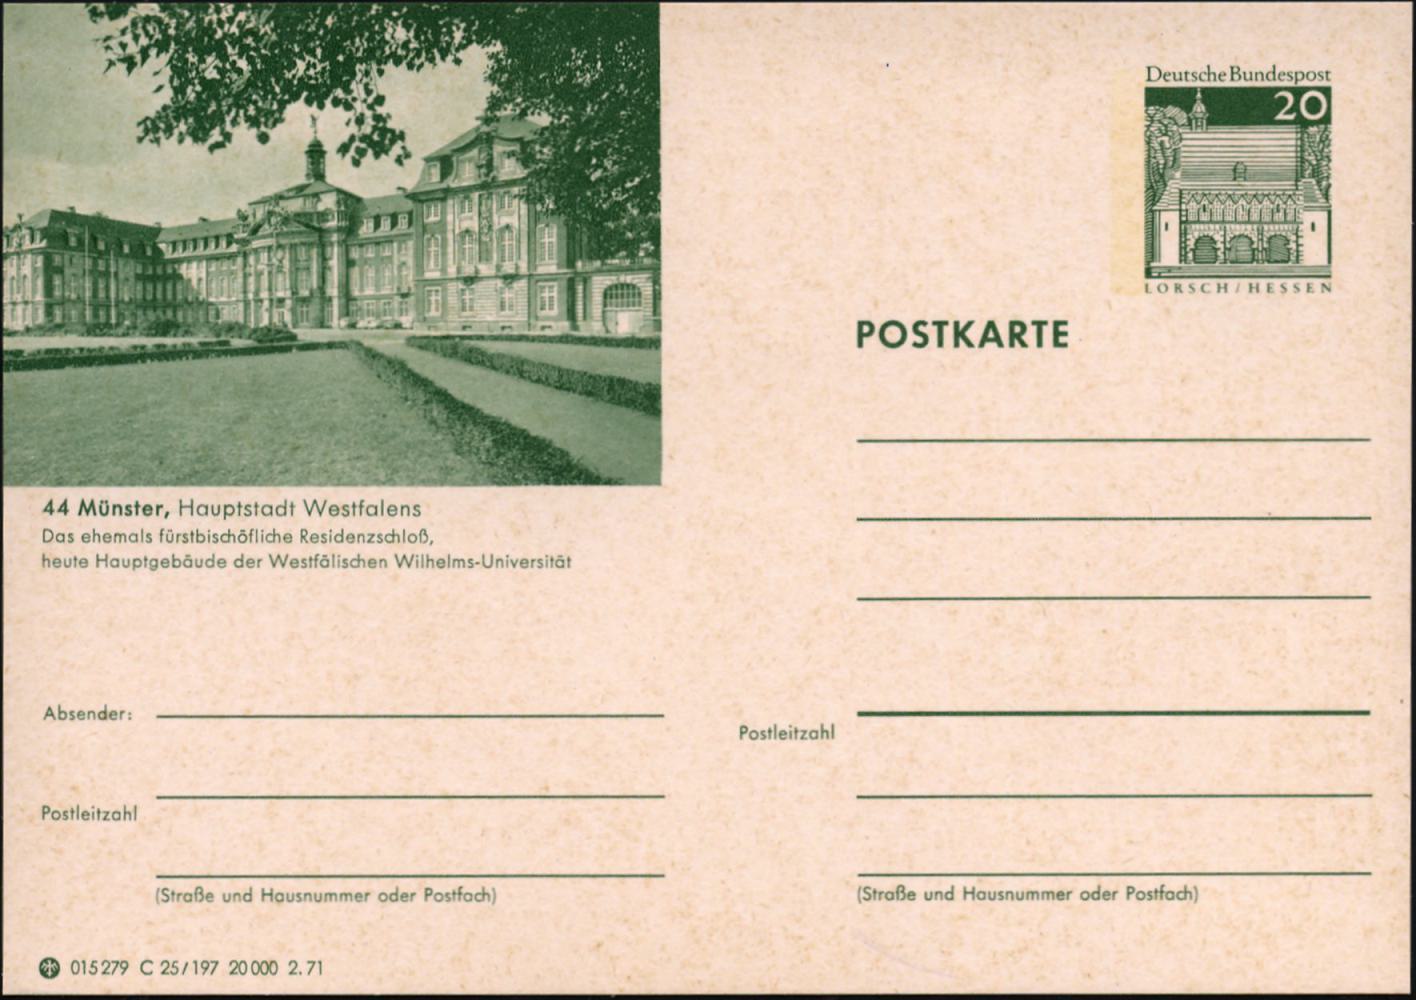 Deutsche Bundespost
20
LORSCH/HESSEN
POSTKARTE
44 Münster, Hauptstadt Westfalens
Das ehemals fürstbischöfliche Residenzschloß,
heute Hauptgebäude der Westfälischen Wilhelms-Universität
Absender:
Postleitzahl
Postleitzahl
(Straße und Hausnummer oder Postfach)
(Straße und Hausnummer oder Postfach)
015279 C 25/197 20000 2.71